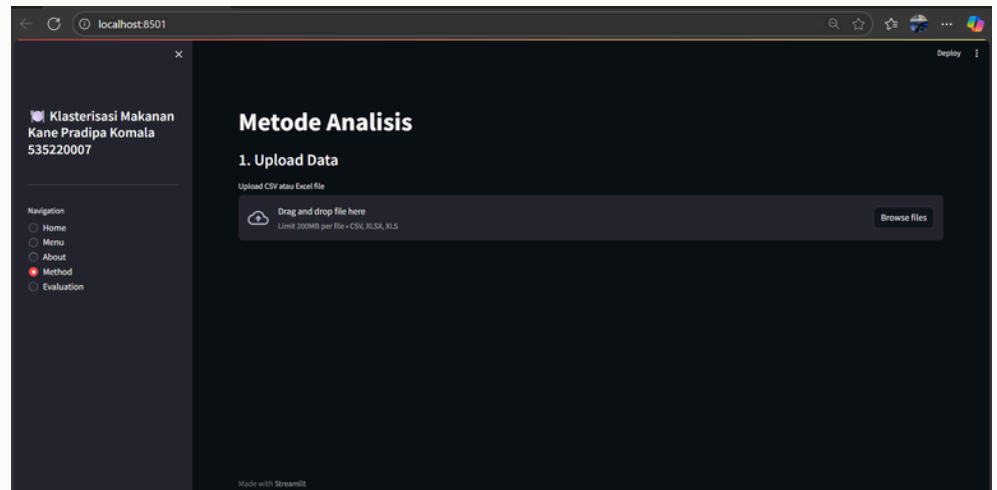 localhost:8501
Deploy
Klasterisasi Makanan
Kane Pradipa Komala
535220007
Navigation
Home
Menu
About
Method
Evaluation
Metode Analisis
1. Upload Data
Upload CSV atau Excel file
Drag and drop file here
Limit 200MB per file • CSV, XLSX, XLS
Browse files
Made with Streamlit